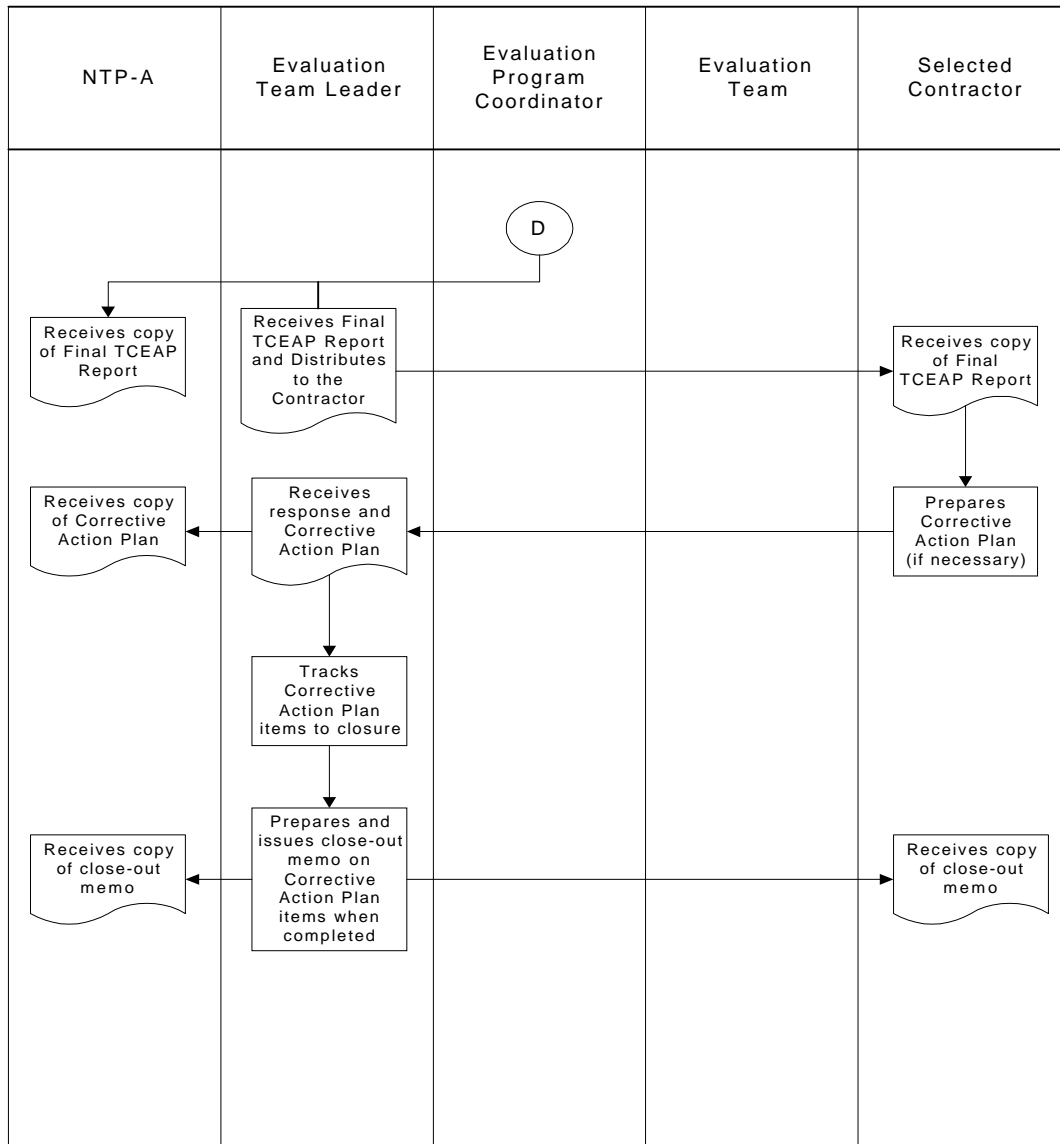 NTP-A
Evaluation
Team Leader
Evaluation
Program
Coordinator
Evaluation
Team
Selected
Contractor
D
Receives copy
of Final TCEAP
Report
Receives Final
TCEAP Report
and Distributes
to the
Contractor
Receives copy
of Final
TCEAP Report
Receives copy
of Corrective
Action Plan
Receives
response and
Corrective
Action Plan
Prepares
Corrective
Action Plan
(if necessary)
Tracks
Corrective
Action Plan
items to closure
Receives copy
of close-out
memo
Prepares and
issues close-out
memo on
Corrective
Action Plan
items when
completed
Receives copy
of close-out
memo